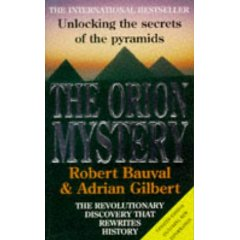 THE INTERNATIONAL BESTSELLER
Unlocking the secrets
of the pyramids
THE ORION
MYSTERY
Robert Bauval
& Adrian Gilbert
THE REVOLUTIONARY
DISCOVERY THAT
REWRITES
HISTORY